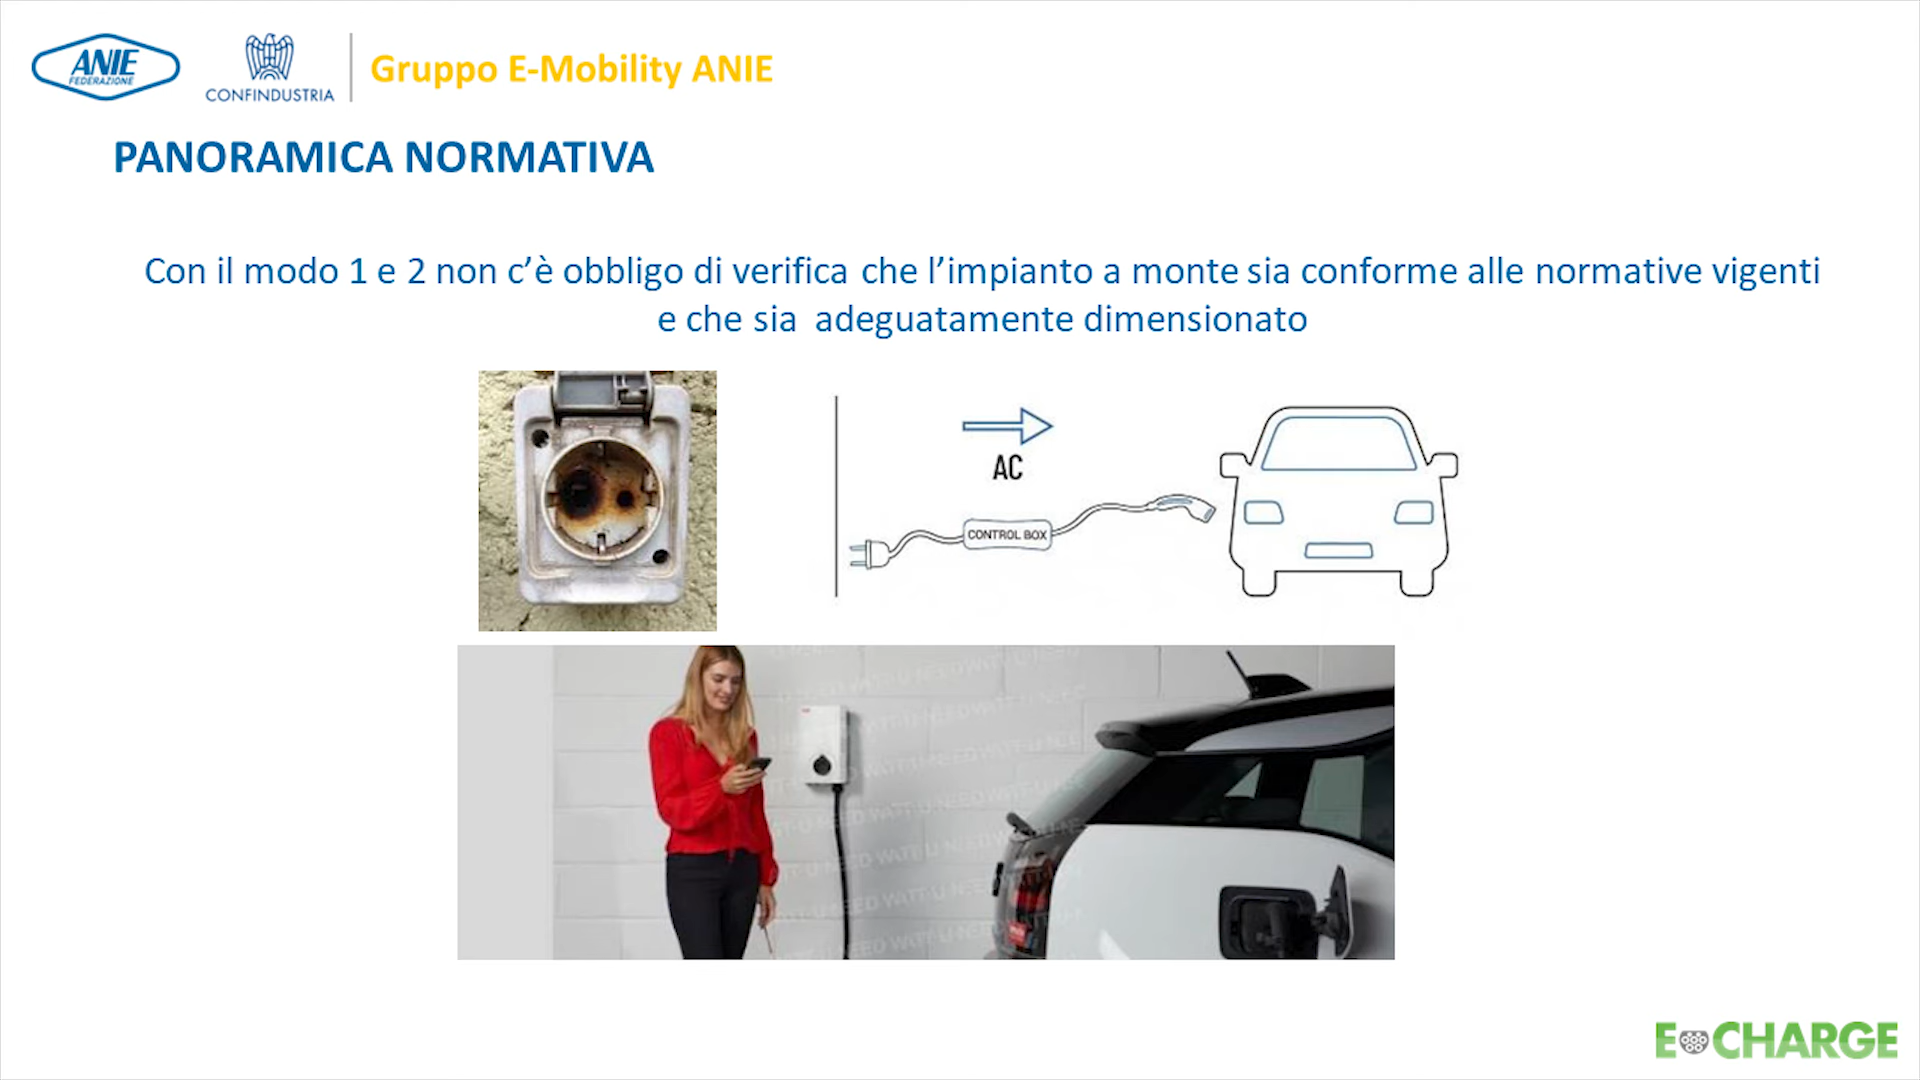 ANIE
FEDERAZIONE
CONFINDUSTRIA
Gruppo E-Mobility ANIE
PANORAMICA NORMATIVA
Con il modo 1 e 2 non c’è obbligo di verifica che l’impianto a monte sia conforme alle normative vigenti
e che sia adeguatamente dimensionato
AC
CONTROL BOX
E CHARGE